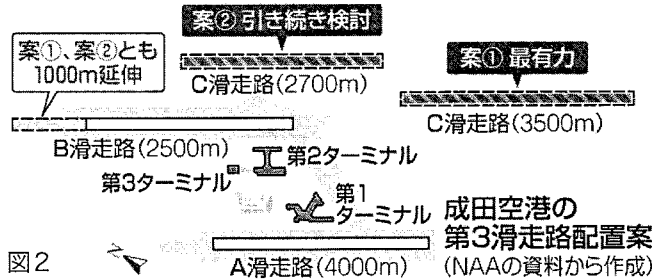 案② 引き続き検討
案①、案②とも
1000m延伸
案① 最有力
C滑走路(2700m)
C滑走路(3500m)
B滑走路(2500m)
第2ターミナル
第3ターミナル
第1
ターミナル
成田空港の
第3滑走路配置案
(NAAの資料から作成)
図2
N
A滑走路(4000m)